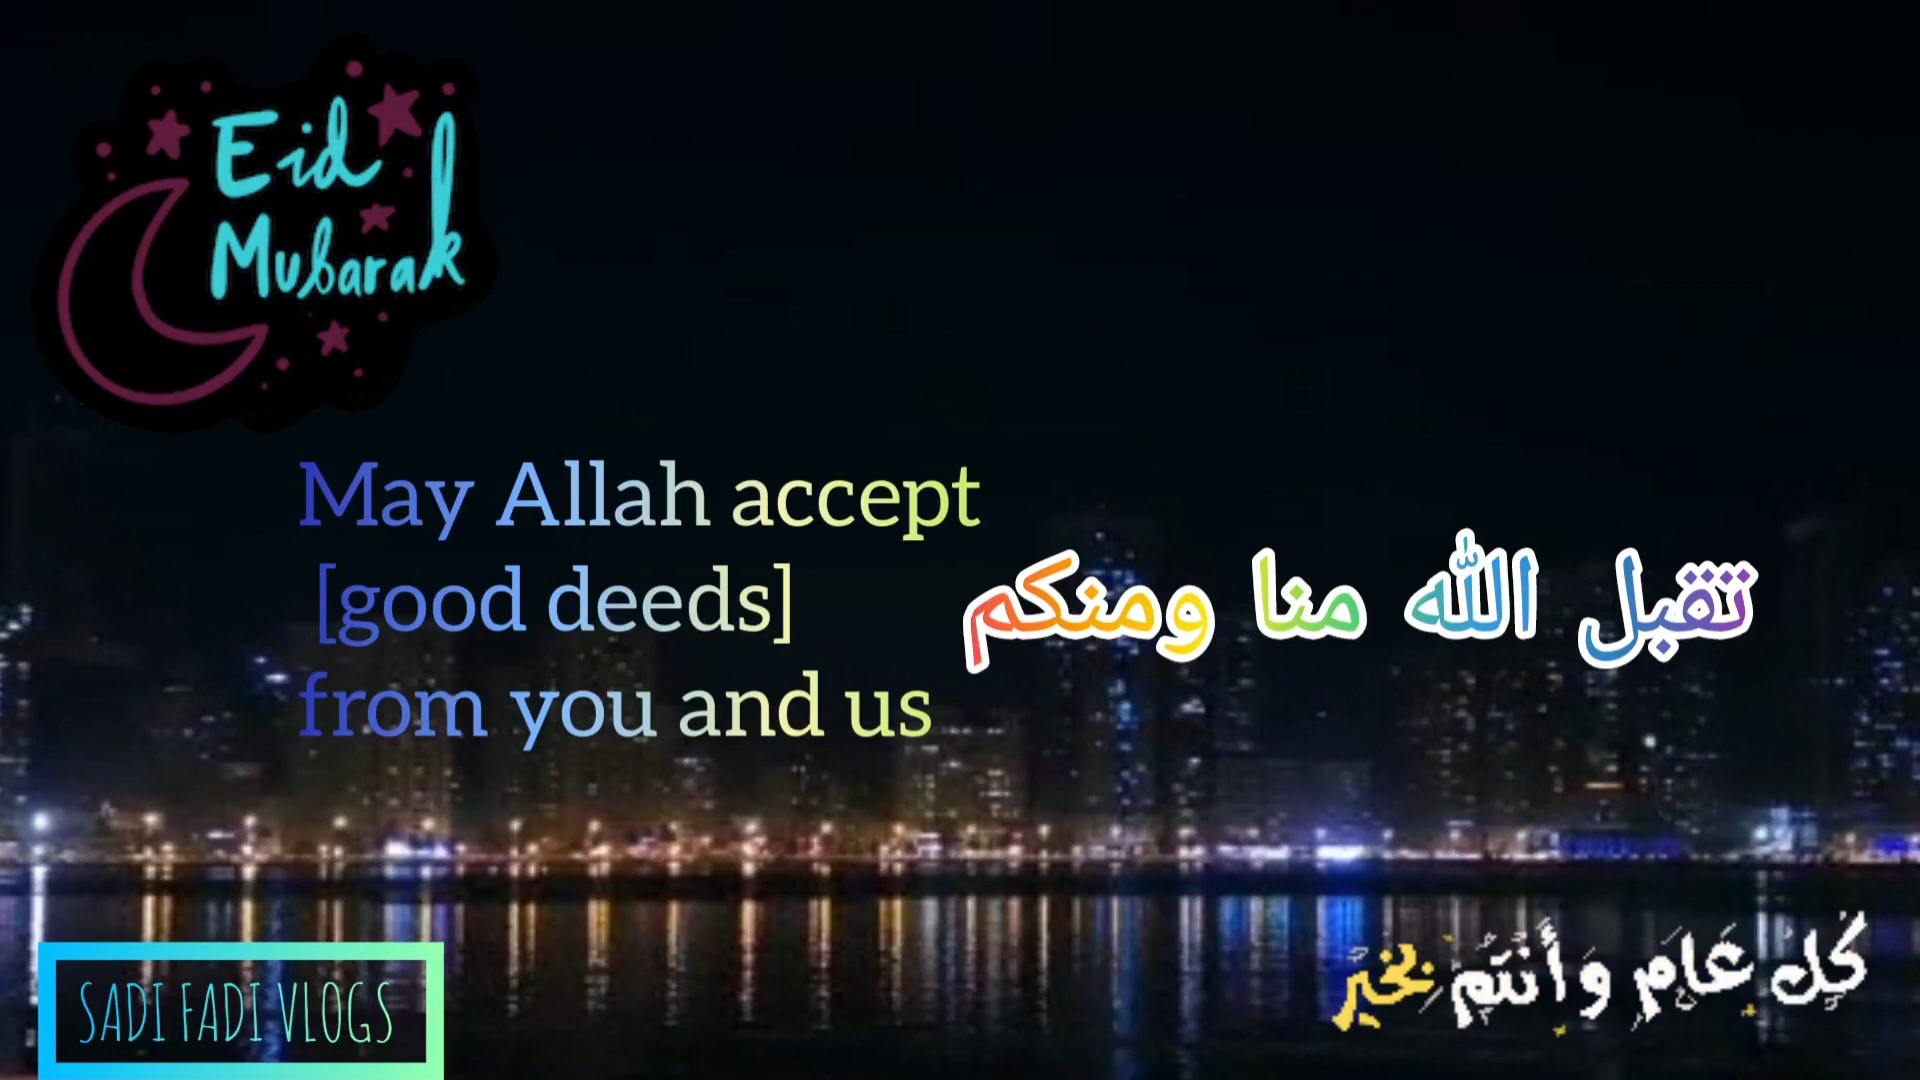 Eid
Mubarak
May Allah accept
[good deeds]
from you and us
تقبل الله منا ومنكم
كل عام وأنتم بخير
SADI FADI VLOGS